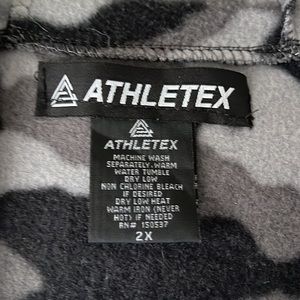 ATHLETEX
ATHLETEX
MACHINE WASH
SEPARATELY, WARM
WATER TUMBLE
DRY LOW
NON CHLORINE BLEACH
IF DESIRED
DRY LOW HEAT
WARM IRON (NEVER
HOT) IF NEEDED
RN# 150537
2X